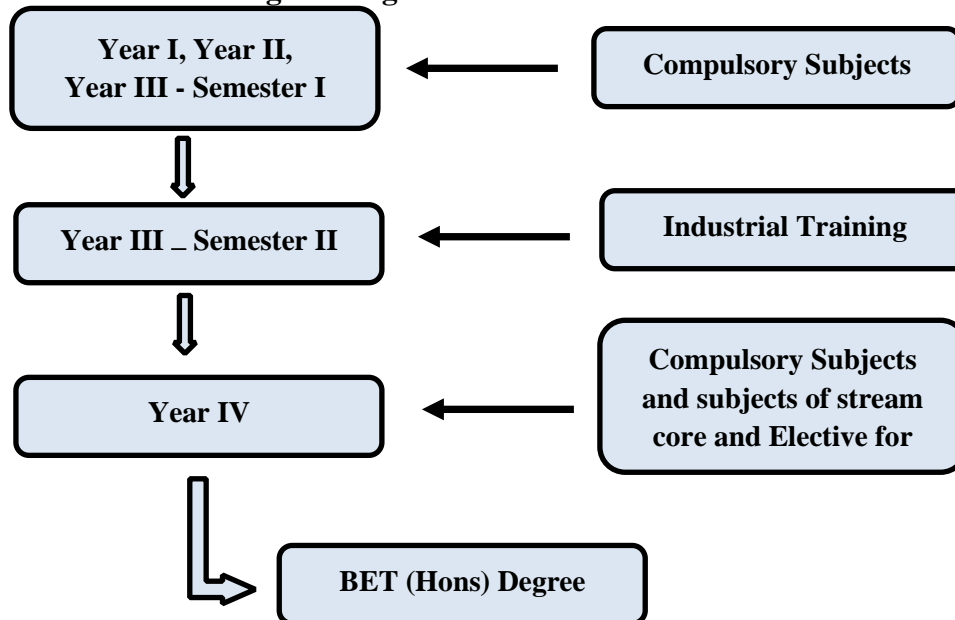 Year I, Year II,
Year III - Semester I
Compulsory Subjects
Year III – Semester II
Industrial Training
Year IV
Compulsory Subjects
and subjects of stream
core and Elective for
BET (Hons) Degree